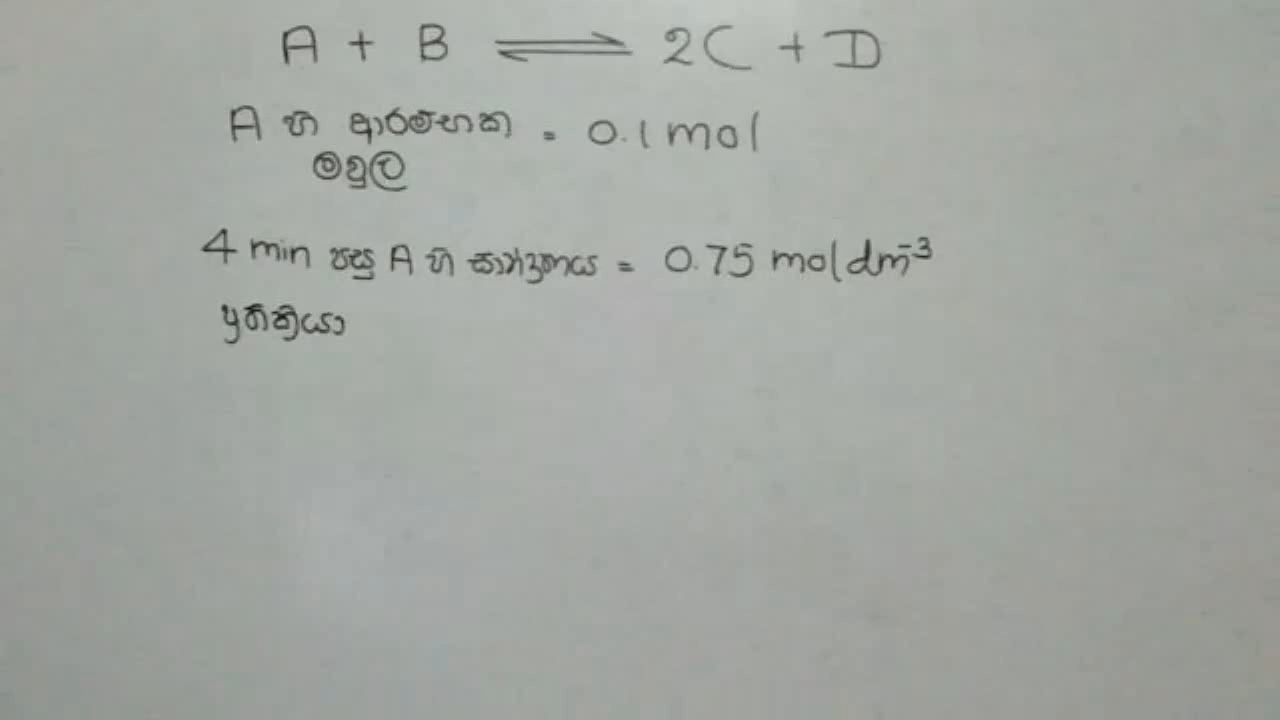 A + B ⇌ 2C + D
A හි ආරම්භක = 0.1 mol
මවුල
4 min පසු A හි සාන්ද්‍රණය = 0.75 mol dm⁻³
ප්‍රතික්‍රියා